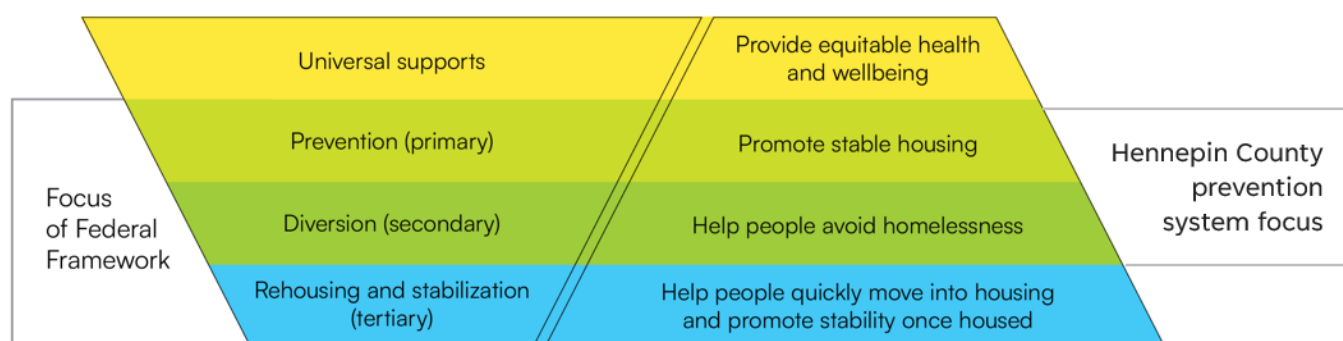 Universal supports
Provide equitable health
and wellbeing
Prevention (primary)
Promote stable housing
Diversion (secondary)
Help people avoid homelessness
Rehousing and stabilization
(tertiary)
Help people quickly move into housing
and promote stability once housed
Focus
of Federal
Framework
Hennepin County
prevention
system focus